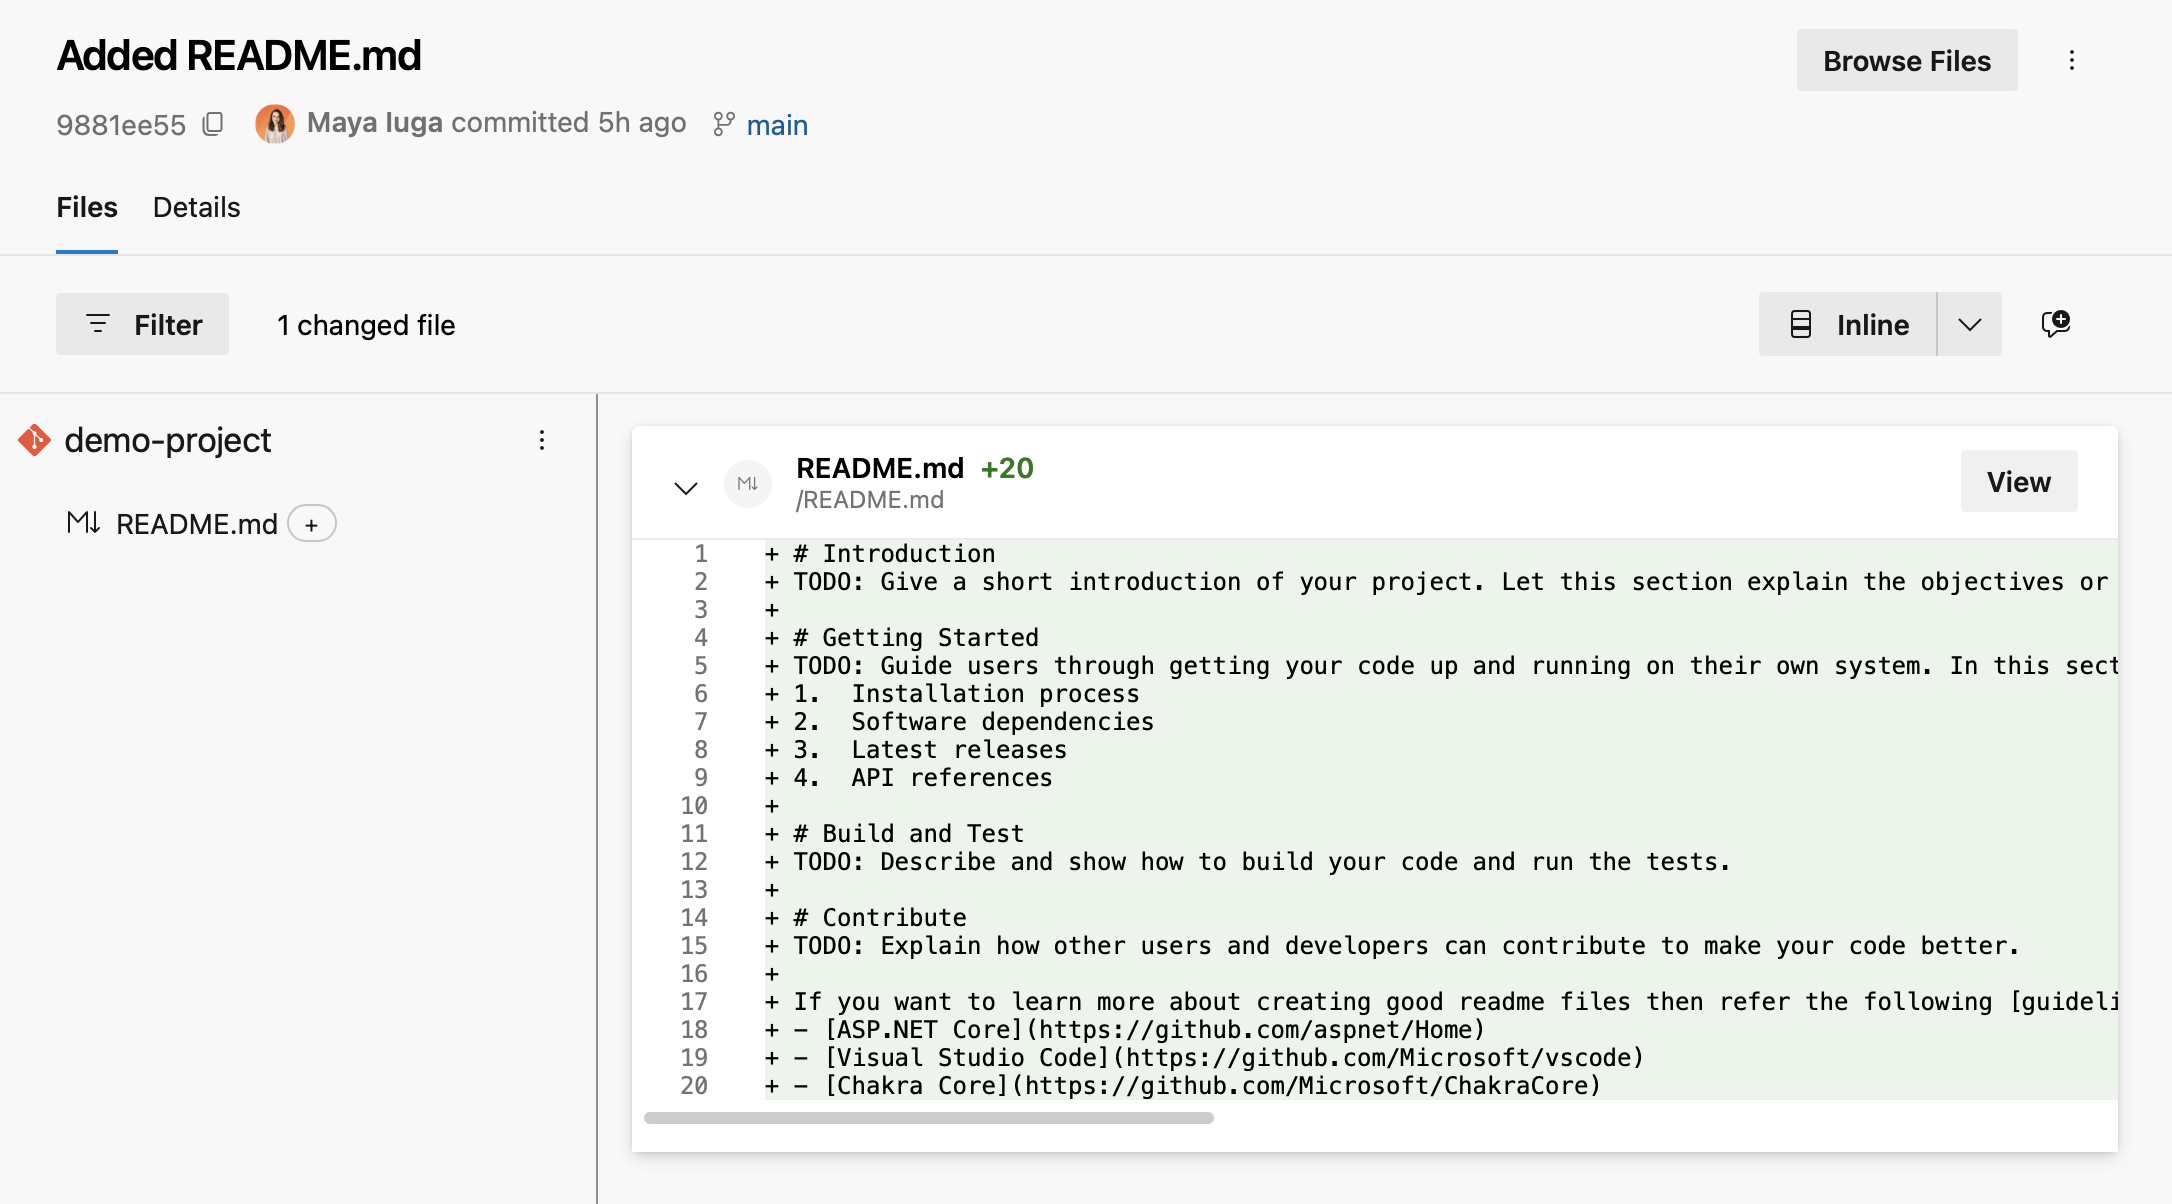 Added README.md
Browse Files
9881ee55 Maya Iuga committed 5h ago main
Files Details
Filter 1 changed file Inline
demo-project
README.md +
M↓ README.md +20
/README.md
View
1 + # Introduction
2 + TODO: Give a short introduction of your project. Let this section explain the objectives or
3 +
4 + # Getting Started
5 + TODO: Guide users through getting your code up and running on their own system. In this sect
6 + 1.  Installation process
7 + 2.  Software dependencies
8 + 3.  Latest releases
9 + 4.  API references
10 +
11 + # Build and Test
12 + TODO: Describe and show how to build your code and run the tests.
13 +
14 + # Contribute
15 + TODO: Explain how other users and developers can contribute to make your code better.
16 +
17 + If you want to learn more about creating good readme files then refer the following [guideli
18 + - [ASP.NET Core](https://github.com/aspnet/Home)
19 + - [Visual Studio Code](https://github.com/Microsoft/vscode)
20 + - [Chakra Core](https://github.com/Microsoft/ChakraCore)